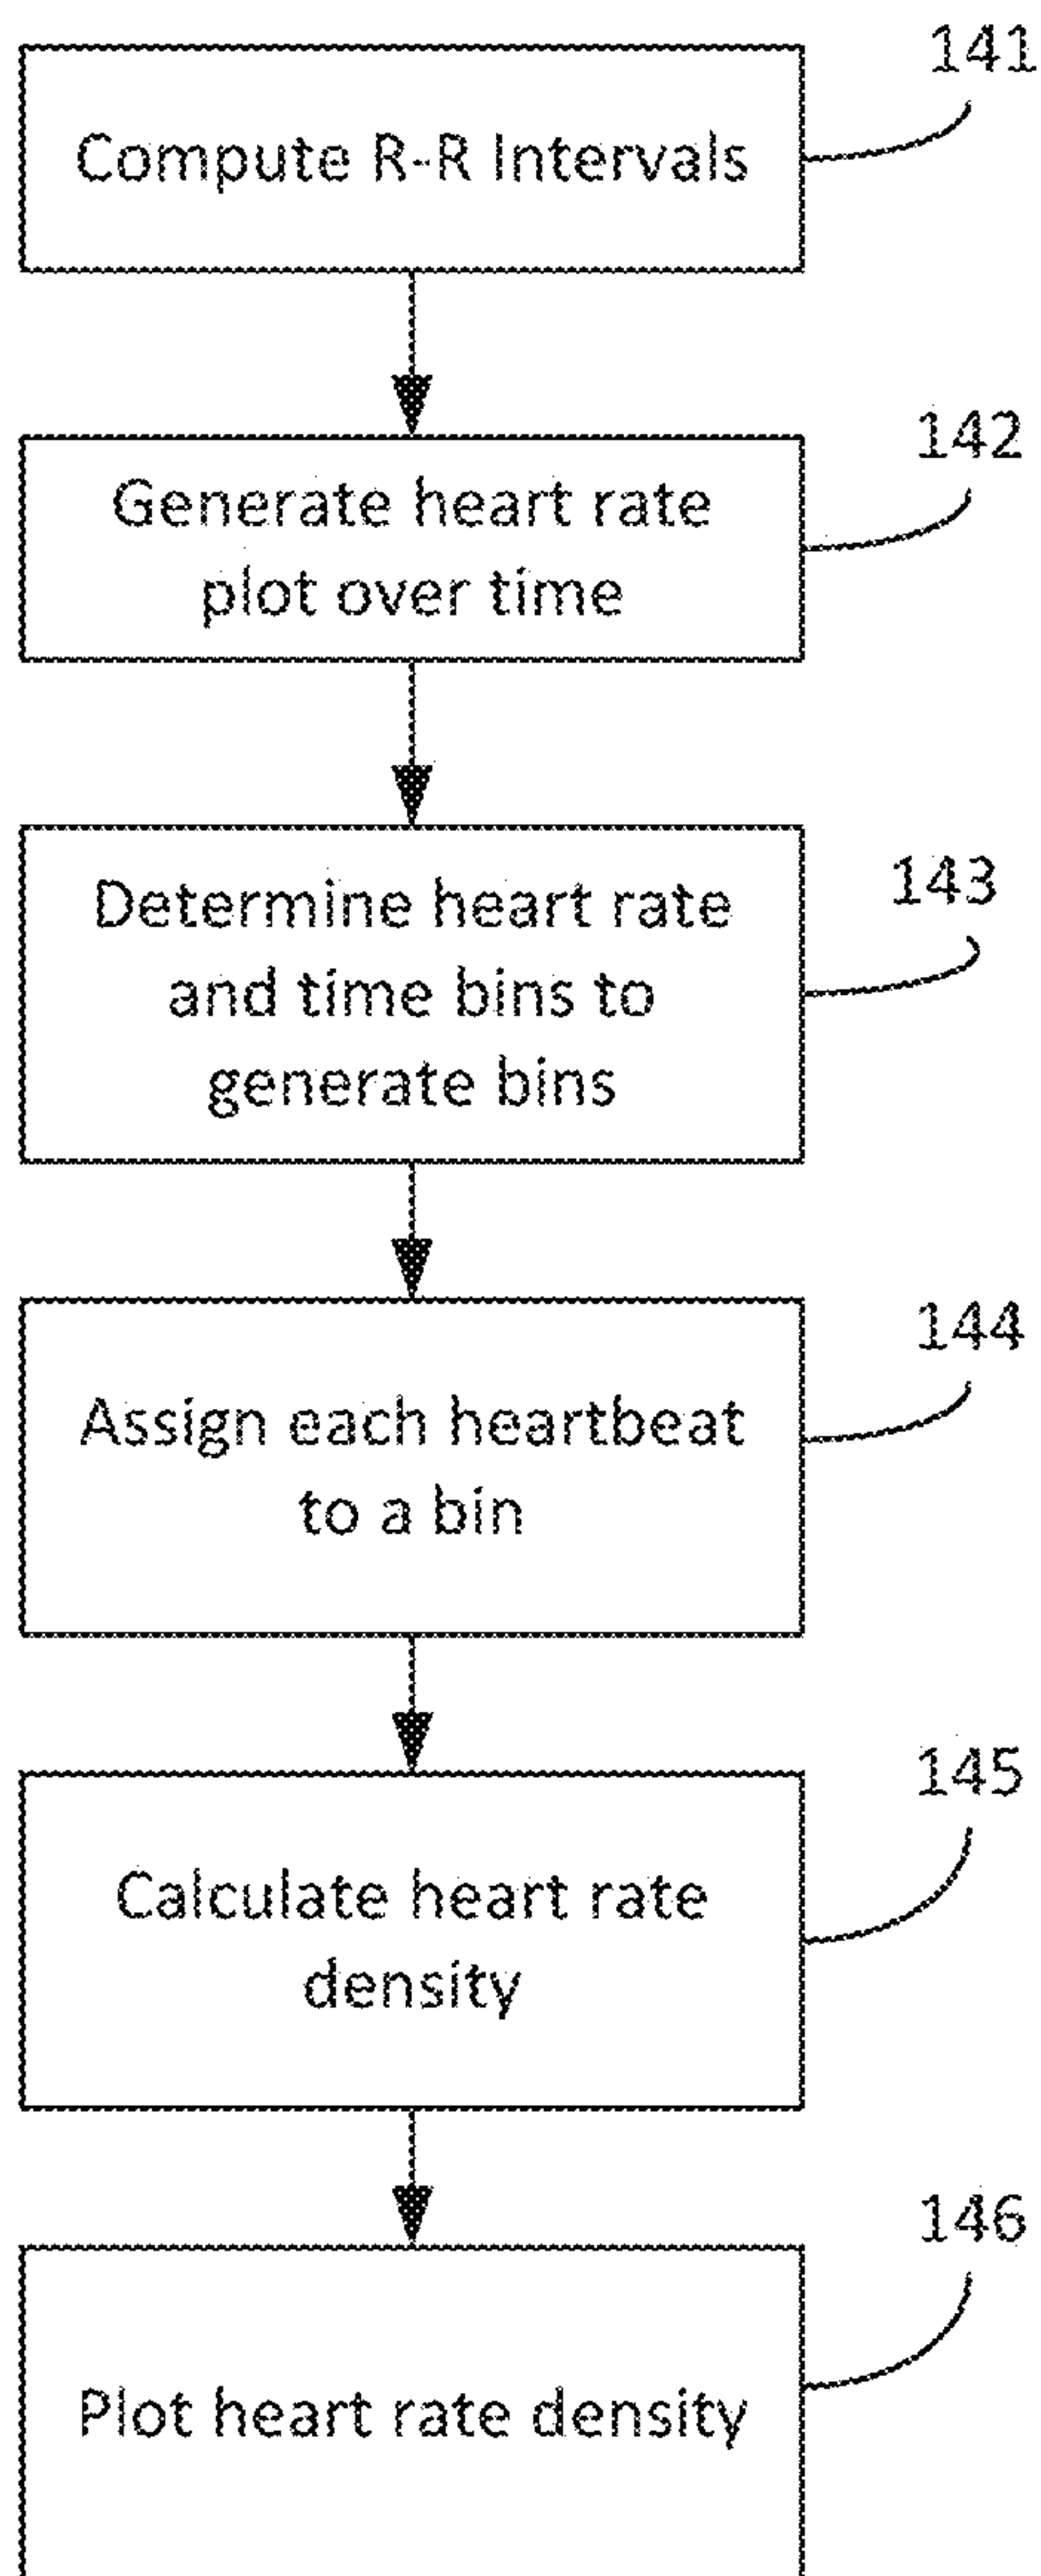 141
Compute R-R Intervals
142
Generate heart rate
plot over time
143
Determine heart rate
and time bins to
generate bins
144
Assign each heartbeat
to a bin
145
Calculate heart rate
density
146
Plot heart rate density